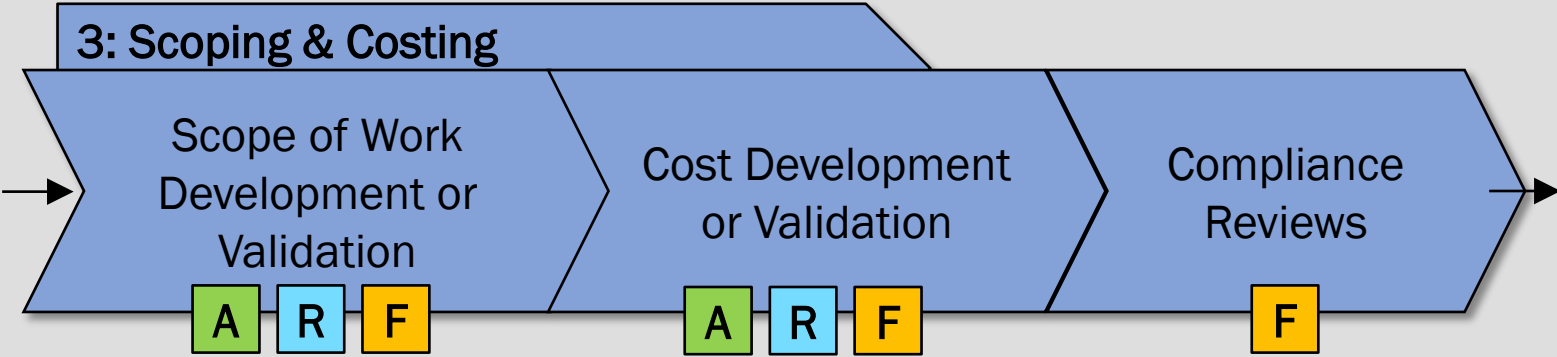 3: Scoping & Costing
Scope of Work
Development or
Validation
A R F
Cost Development
or Validation
A R F
Compliance
Reviews
F